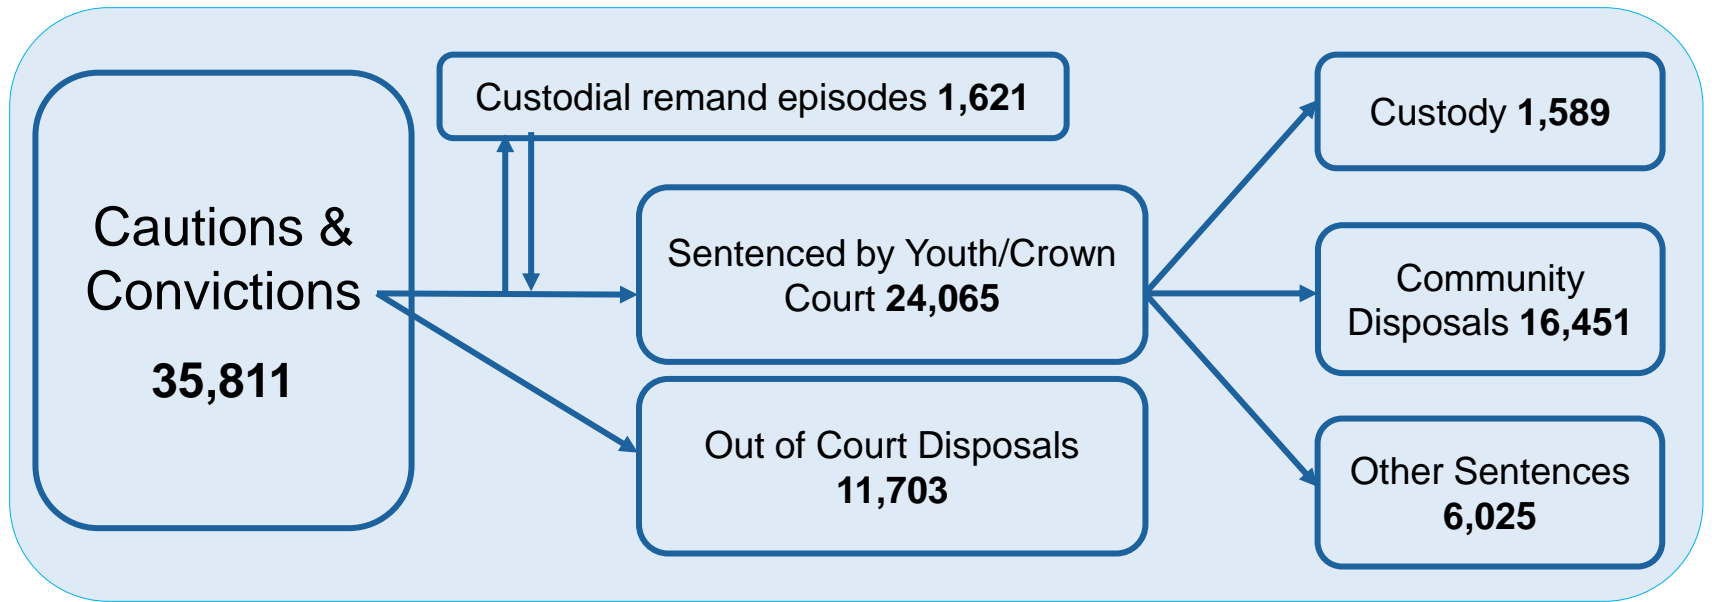 Cautions &
Convictions
35,811
Custodial remand episodes 1,621
Sentenced by Youth/Crown
Court 24,065
Out of Court Disposals
11,703
Custody 1,589
Community
Disposals 16,451
Other Sentences
6,025